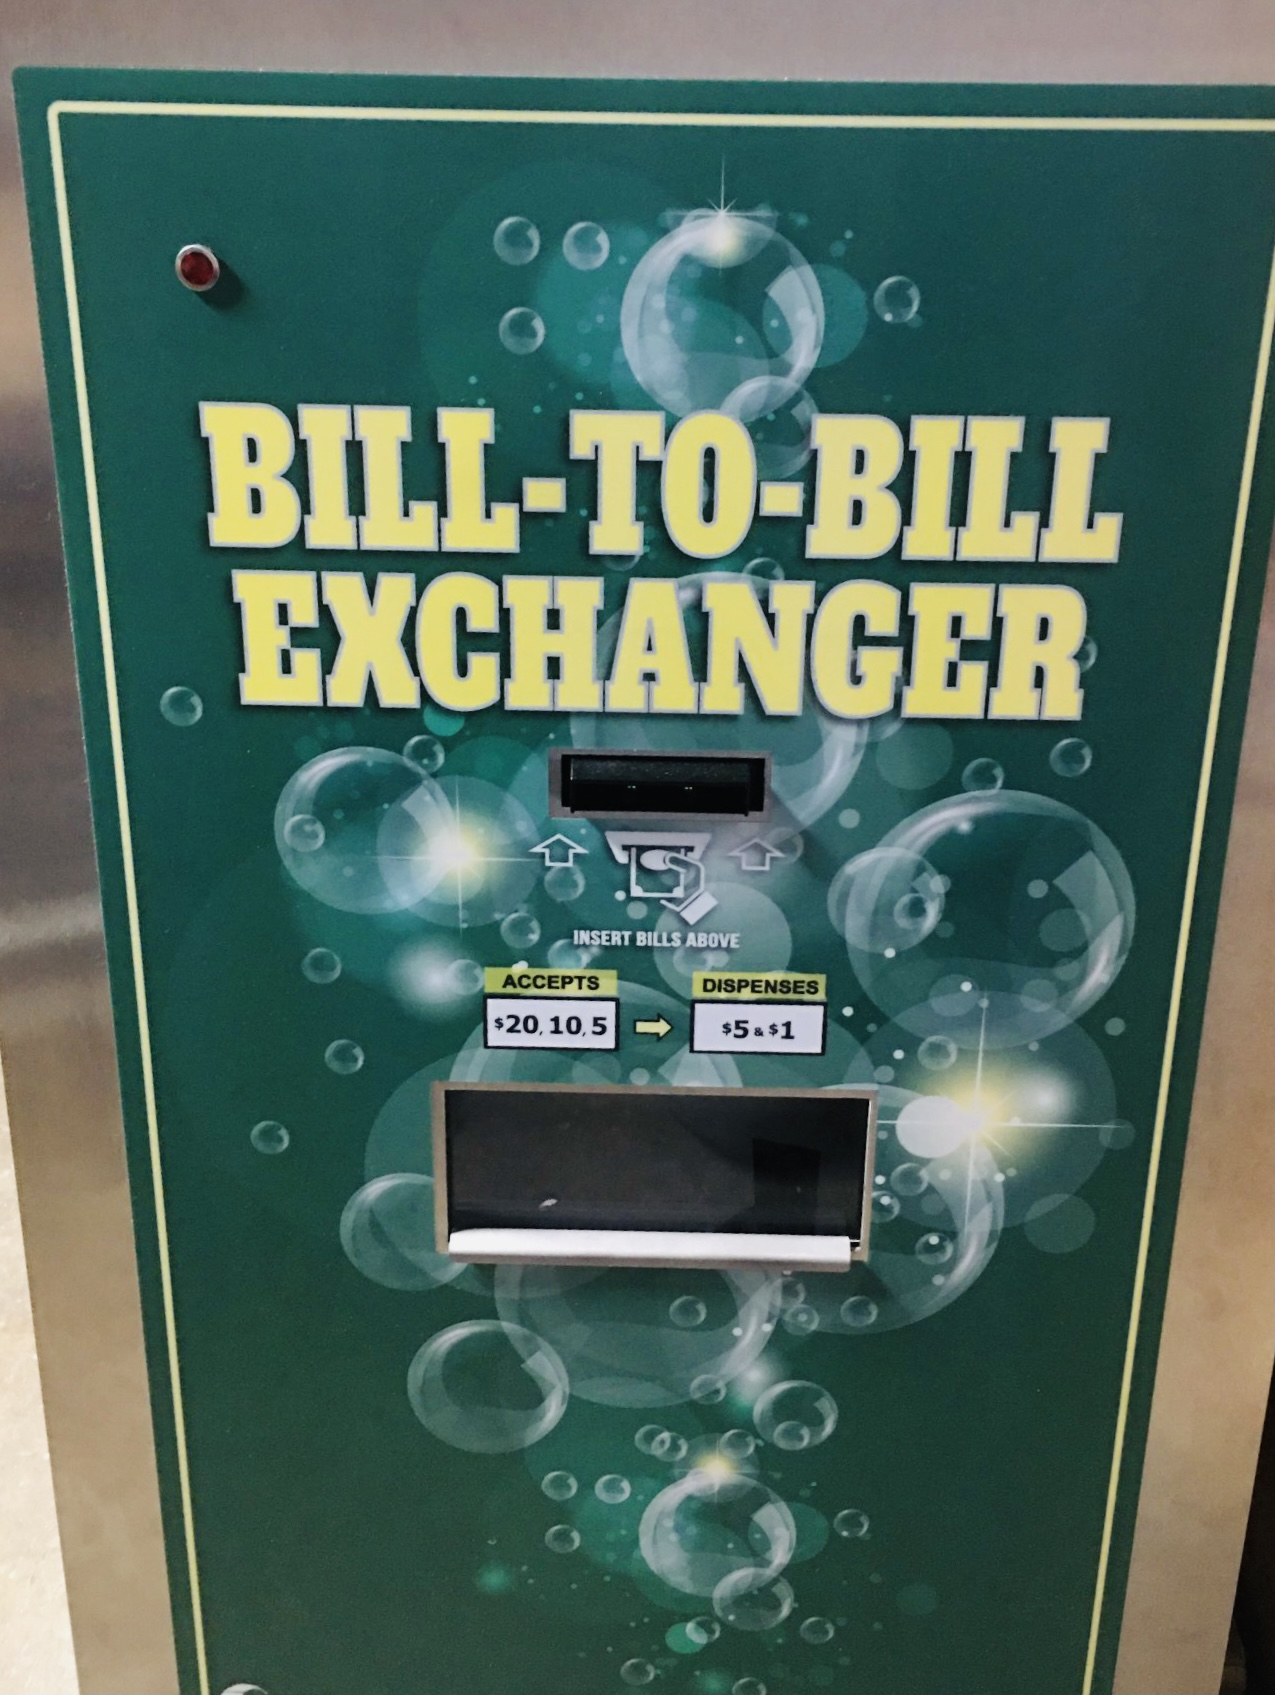 BILL-TO-BILL
EXCHANGER
INSERT BILLS ABOVE
ACCEPTS
$20, 10, 5
DISPENSES
$5 & $1